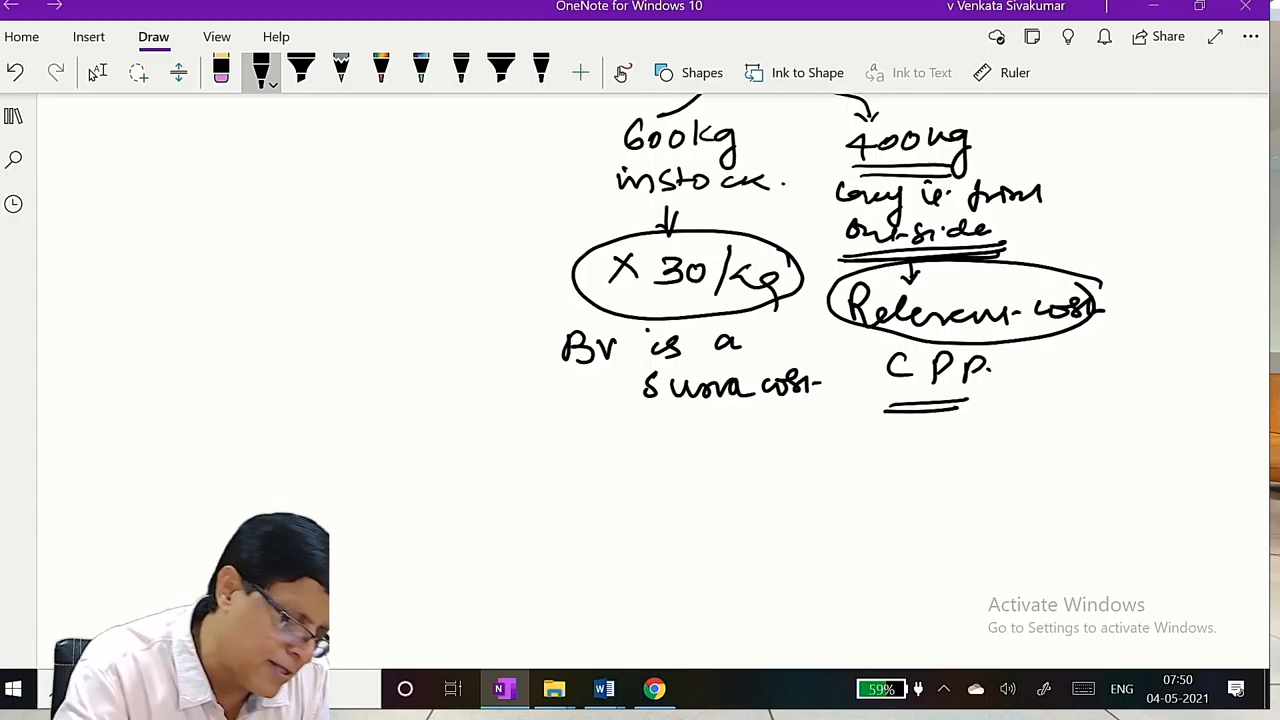 OneNote for Windows 10
v Venkata Sivakumar
Home Insert Draw View Help
Share
Shapes
Ink to Shape
Ink to Text
Ruler
600kg
instock.
× 30/kg
Bv is a
sunk cost
400kg
from
outside
Relevant cost
C P P.
Activate Windows
Go to Settings to activate Windows.
59%
ENG
07:50
04-05-2021